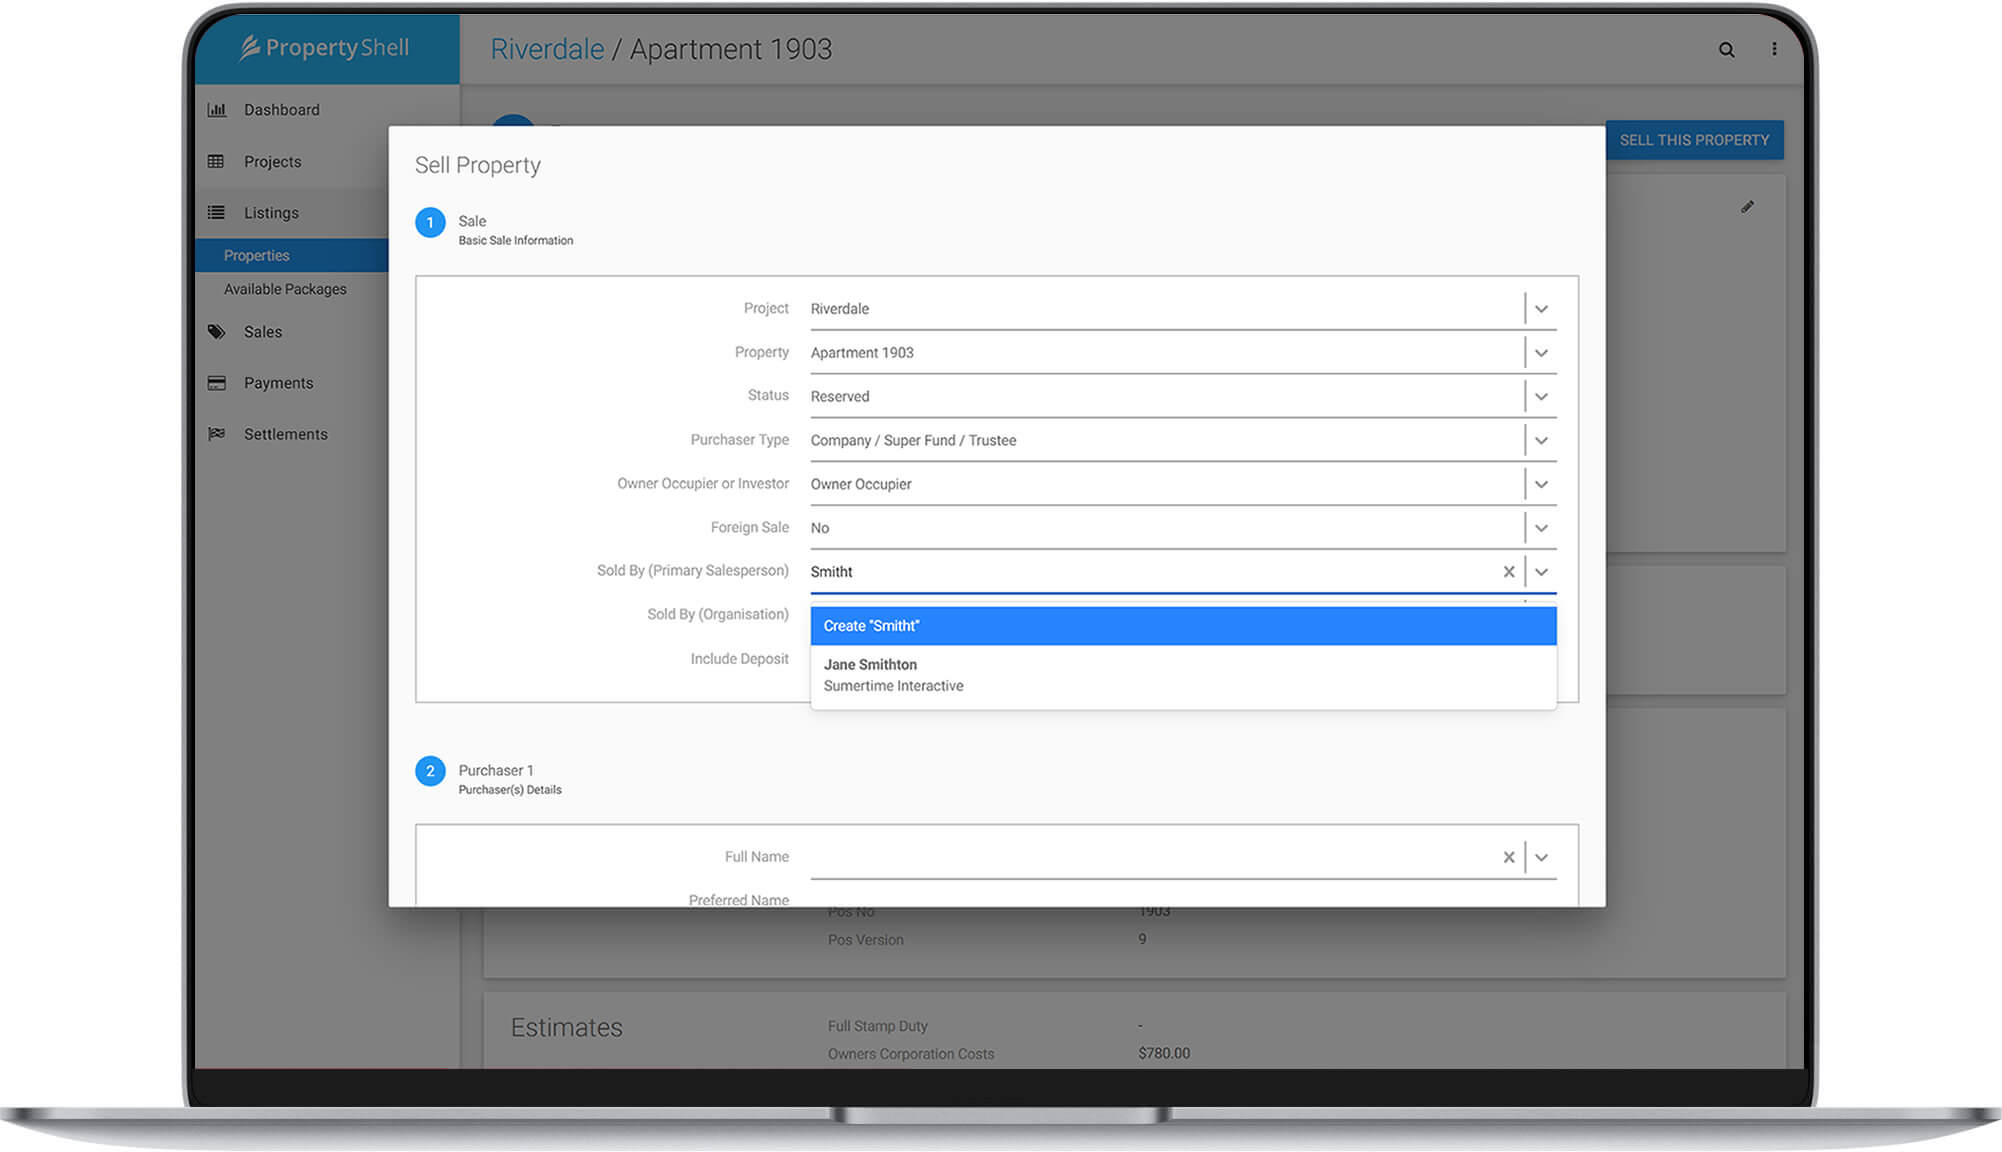 PropertyShell
Riverdale / Apartment 1903
Dashboard
Projects
Listings
Properties
Available Packages
Sales
Payments
Settlements
SELL THIS PROPERTY
Sell Property
1
Sale
Basic Sale Information
Project Riverdale
Property Apartment 1903
Status Reserved
Purchaser Type Company / Super Fund / Trustee
Owner Occupier or Investor Owner Occupier
Foreign Sale No
Sold By (Primary Salesperson) Smitht
Sold By (Organisation)
Create "Smitht"
Include Deposit
Jane Smithton
Sumertime Interactive
2
Purchaser 1
Purchaser(s) Details
Full Name
Preferred Name
Pos No 1903
Pos Version 9
Estimates
Full Stamp Duty -
Owners Corporation Costs $780.00